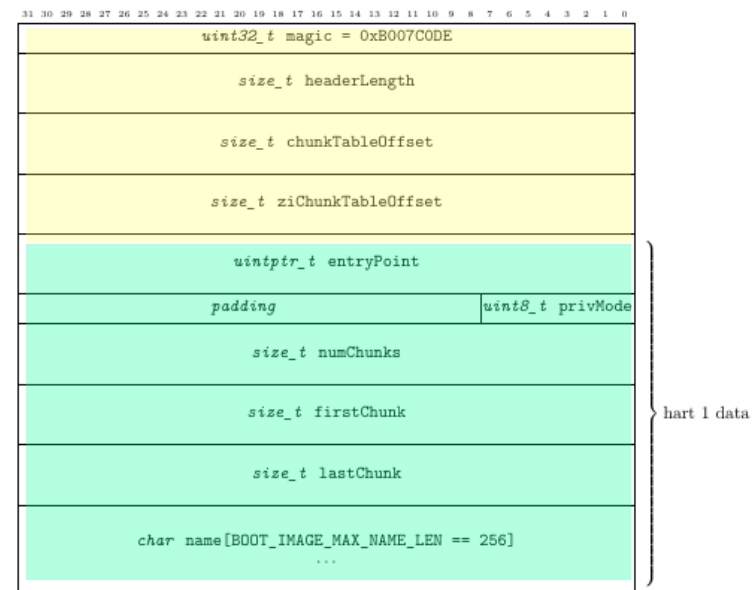 31 30 29 28 27 26 25 24 23 22 21 20 19 18 17 16 15 14 13 12 11 10 9 8 7 6 5 4 3 2 1 0
uint32_t magic = 0xB007C0DE
size_t headerLength
size_t chunkTableOffset
size_t ziChunkTableOffset
uintptr_t entryPoint
padding uint8_t privMode
size_t numChunks
size_t firstChunk
hart 1 data
size_t lastChunk
char name[BOOT_IMAGE_MAX_NAME_LEN == 256]
...